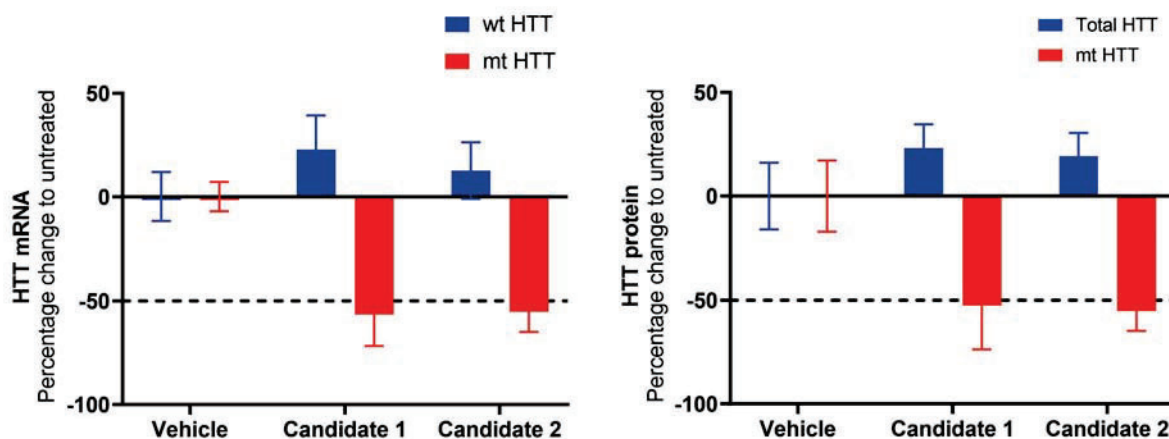 wt HTT
mt HTT
HTT mRNA
Percentage change to untreated
50
0
-50
-100
Vehicle Candidate 1 Candidate 2
Total HTT
mt HTT
HTT protein
Percentage change to untreated
50
0
-50
-100
Vehicle Candidate 1 Candidate 2